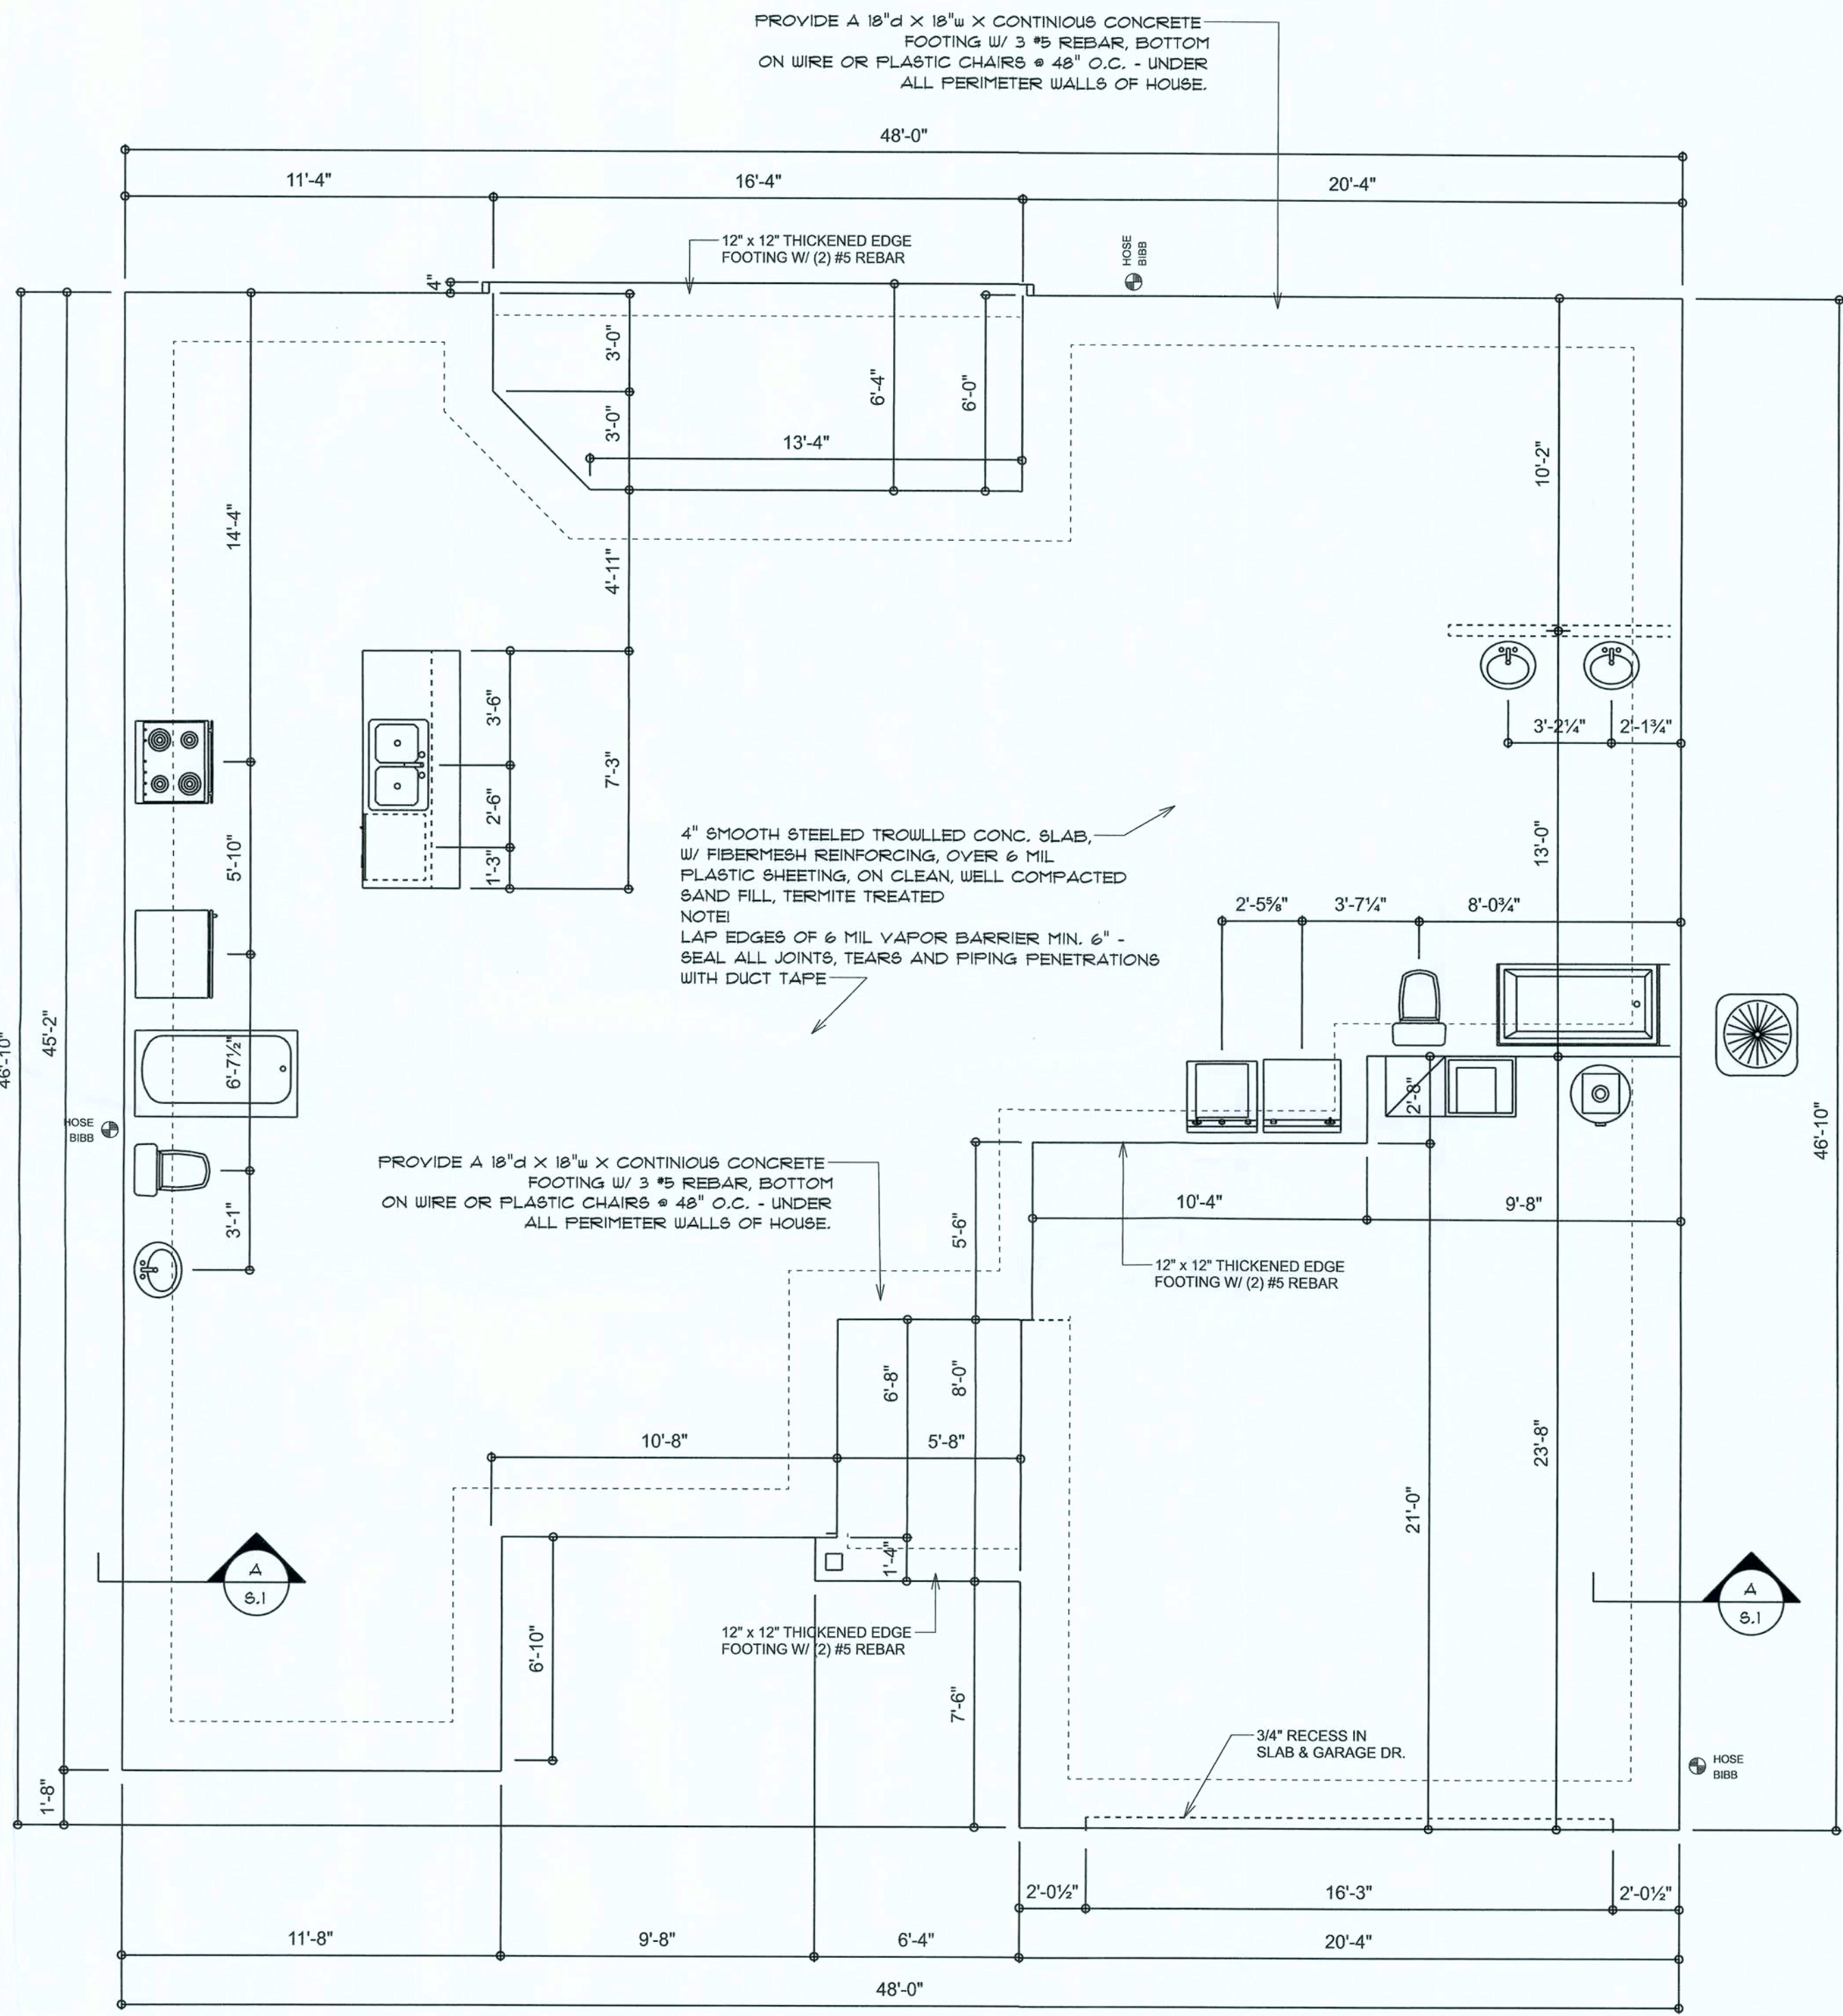 PROVIDE A 18"d X 18"w X CONTINIOUS CONCRETE
FOOTING W/ 3 #5 REBAR, BOTTOM
ON WIRE OR PLASTIC CHAIRS @ 48" O.C. - UNDER
ALL PERIMETER WALLS OF HOUSE.
48'-0"
11'-4"
16'-4"
20'-4"
12" x 12" THICKENED EDGE
FOOTING W/ (2) #5 REBAR
HOSE
BIBB
4"
3'-0"
6'-4"
6'-0"
3'-0"
13'-4"
10'-2"
14'-4"
4'-11"
3'-6"
7'-3"
2'-6"
1'-3"
3'-2¼"
2'-1¾"
5'-10"
4" SMOOTH STEELED TROWLLED CONC. SLAB,
W/ FIBERMESH REINFORCING, OVER 6 MIL
PLASTIC SHEETING, ON CLEAN, WELL COMPACTED
SAND FILL, TERMITE TREATED
NOTE!
LAP EDGES OF 6 MIL VAPOR BARRIER MIN. 6" -
SEAL ALL JOINTS, TEARS AND PIPING PENETRATIONS
WITH DUCT TAPE
13'-0"
2'-5⅝"
3'-7¼"
8'-0¾"
46'-10"
45'-2"
6'-7½"
2'-8"
46'-10"
HOSE
BIBB
PROVIDE A 18"d X 18"w X CONTINIOUS CONCRETE
FOOTING W/ 3 #5 REBAR, BOTTOM
ON WIRE OR PLASTIC CHAIRS @ 48" O.C. - UNDER
ALL PERIMETER WALLS OF HOUSE.
3'-1"
5'-6"
10'-4"
9'-8"
12" x 12" THICKENED EDGE
FOOTING W/ (2) #5 REBAR
6'-8"
8'-0"
10'-8"
5'-8"
23'-8"
21'-0"
1'-4"
A
S.1
A
S.1
12" x 12" THICKENED EDGE
FOOTING W/ (2) #5 REBAR
6'-10"
7'-6"
3/4" RECESS IN
SLAB & GARAGE DR.
HOSE
BIBB
1'-8"
2'-0½"
16'-3"
2'-0½"
11'-8"
9'-8"
6'-4"
20'-4"
48'-0"